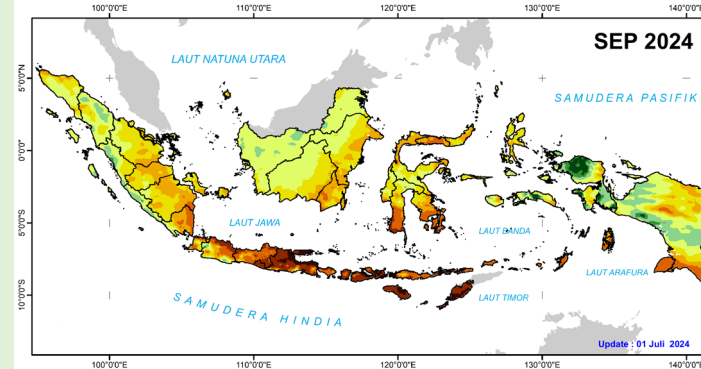 100°0'0"E 110°0'0"E 120°0'0"E 130°0'0"E 140°0'0"
SEP 2024
LAUT NATUNA UTARA
5°0'0"N
SAMUDERA PASIFIK
0°0'0"
5°0'0"S
LAUT JAWA
LAUT BANDA
10°0'0"S
LAUT ARAFURA
SAMUDERA HINDIA
LAUT TIMOR
Update : 01 Juli 2024
100°0'0"E 110°0'0"E 120°0'0"E 130°0'0"E 140°0'0"